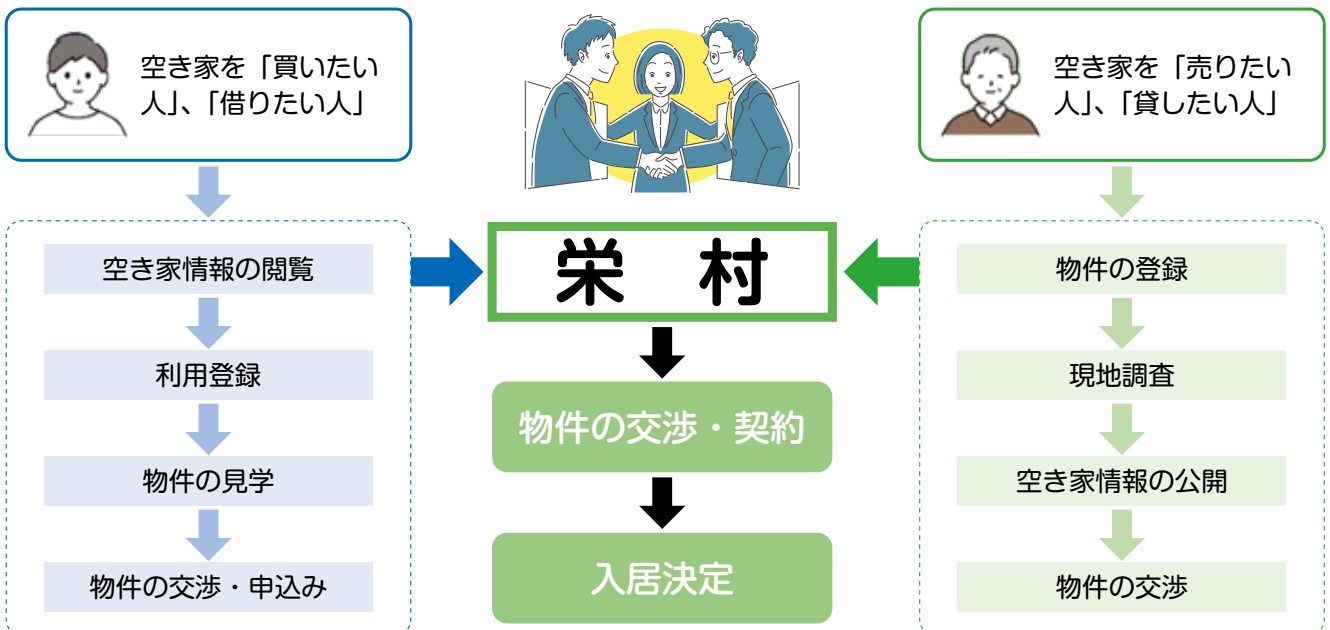 空き家を「買いたい
人」、「借りたい人」
空き家情報の閲覧
利用登録
物件の見学
物件の交渉・申込み
栄　村
物件の交渉・契約
入居決定
空き家を「売りたい
人」、「貸したい人」
物件の登録
現地調査
空き家情報の公開
物件の交渉